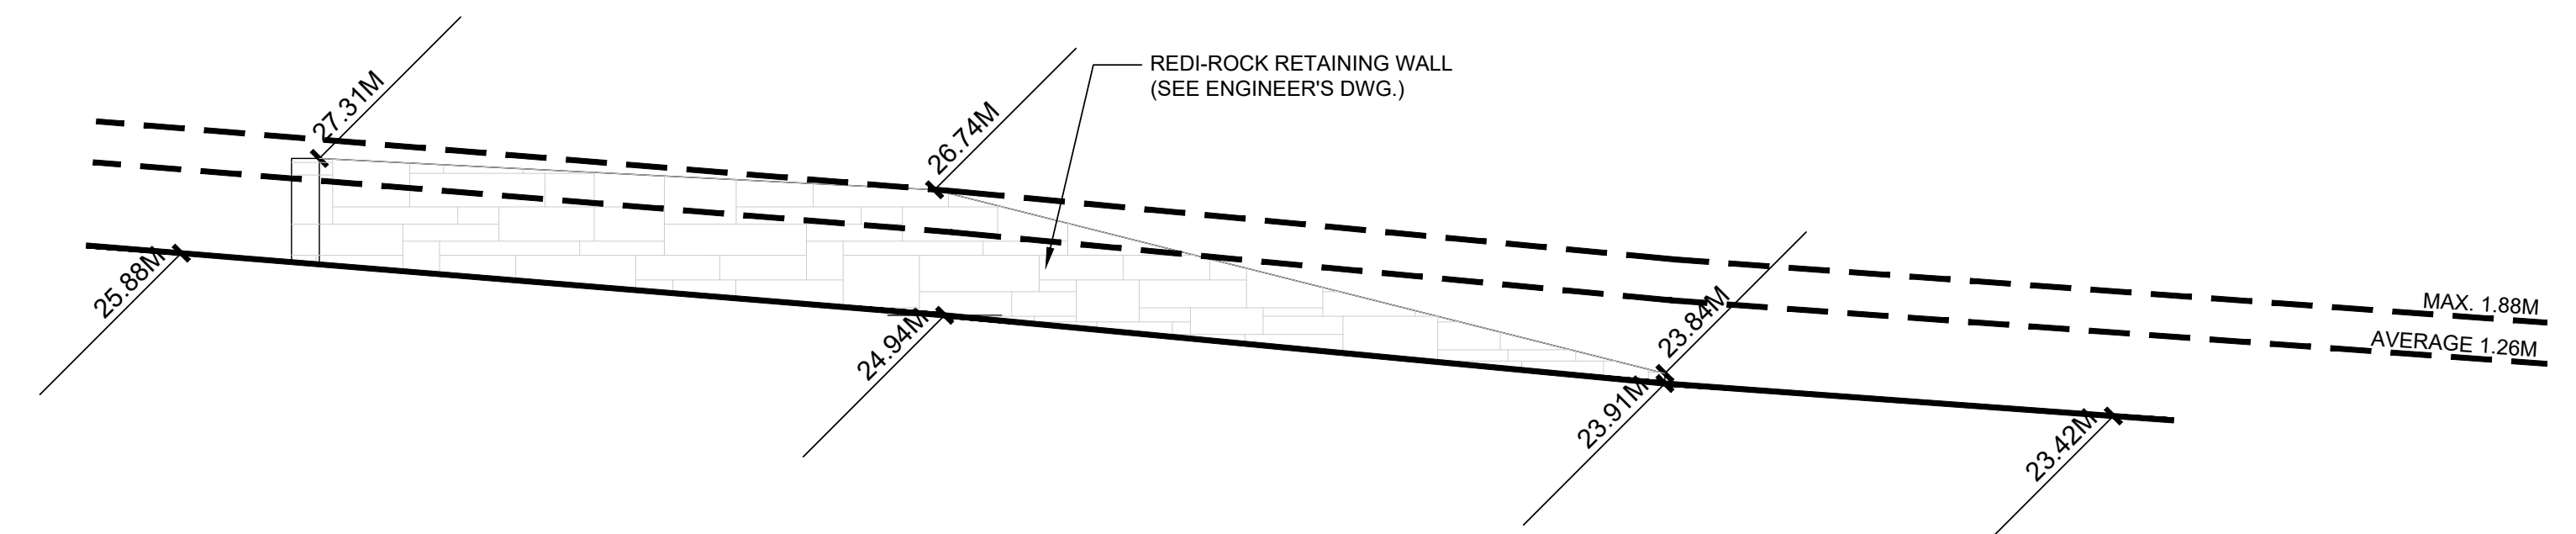 27.31M
26.74M
REDI-ROCK RETAINING WALL
(SEE ENGINEER'S DWG.)
25.88M
24.94M
23.84M
23.91M
23.42M
MAX. 1.88M
AVERAGE 1.26M